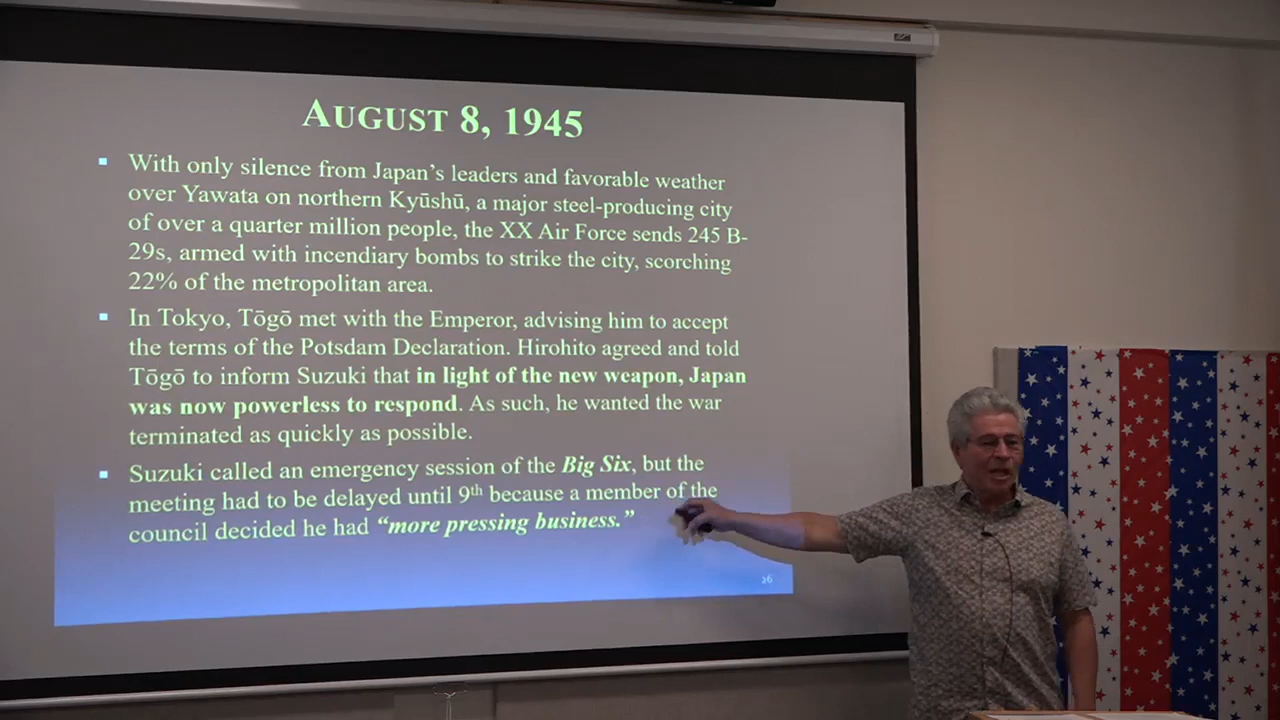 AUGUST 8, 1945
▪ With only silence from Japan's leaders and favorable weather
over Yawata on northern Kyūshū, a major steel-producing city
of over a quarter million people, the XX Air Force sends 245 B-
29s, armed with incendiary bombs to strike the city, scorching
22% of the metropolitan area.
▪ In Tokyo, Tōgō met with the Emperor, advising him to accept
the terms of the Potsdam Declaration. Hirohito agreed and told
Tōgō to inform Suzuki that in light of the new weapon, Japan
was now powerless to respond. As such, he wanted the war
terminated as quickly as possible.
▪ Suzuki called an emergency session of the Big Six, but the
meeting had to be delayed until 9th because a member of the
council decided he had “more pressing business.”
26